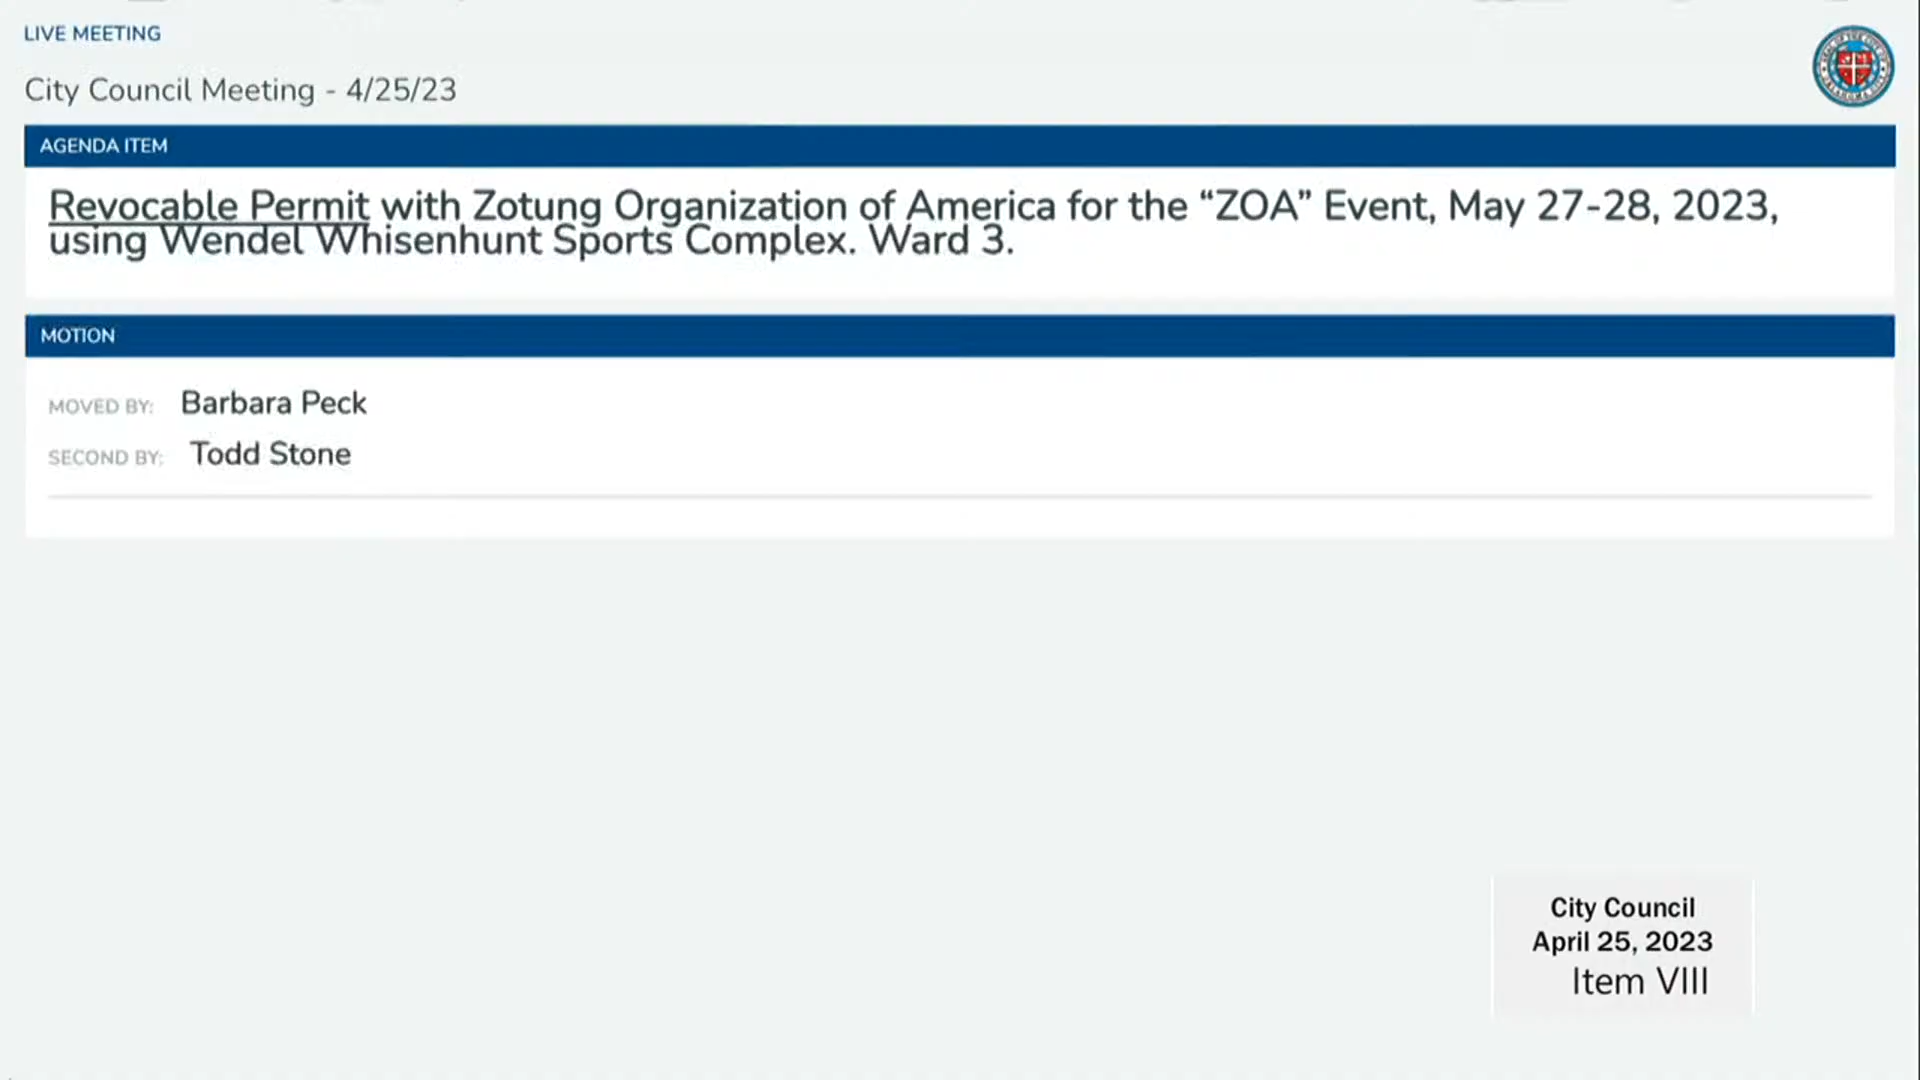 LIVE MEETING
City Council Meeting - 4/25/23
AGENDA ITEM
Revocable Permit with Zotung Organization of America for the “ZOA” Event, May 27-28, 2023,
using Wendel Whisenhunt Sports Complex. Ward 3.
MOTION
MOVED BY: Barbara Peck
SECOND BY: Todd Stone
City Council
April 25, 2023
Item VIII